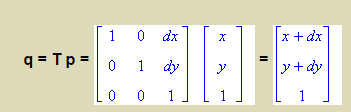 q = T p = [1 0 dx; 0 1 dy; 0 0 1] [x; y; 1] = [x + dx; y + dy; 1]